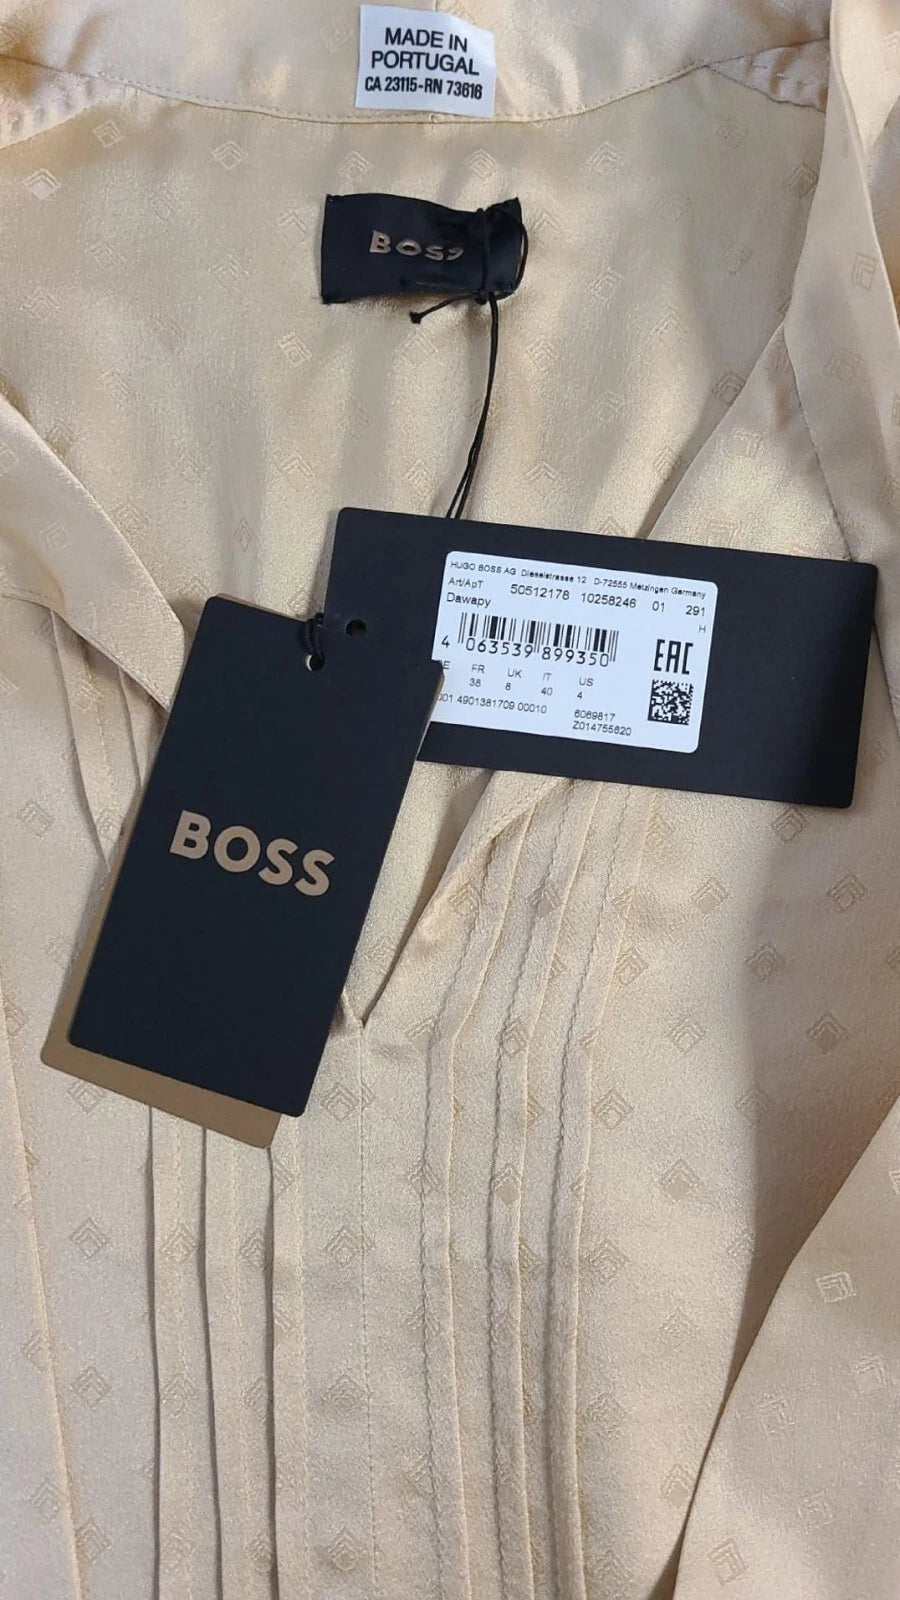 MADE IN
PORTUGAL
CA 23115-RN 73616
BOSS
HUGO BOSS AG Dieselstrasse 12 D-72555 Metzingen Germany
Art/АрТ 50512178 10258246 01 291
Dawapy H
4 063539 899350
EAC
FR UK IT US
38 8 40 4
4901381709 00010 6069817
Z014755820
BOSS